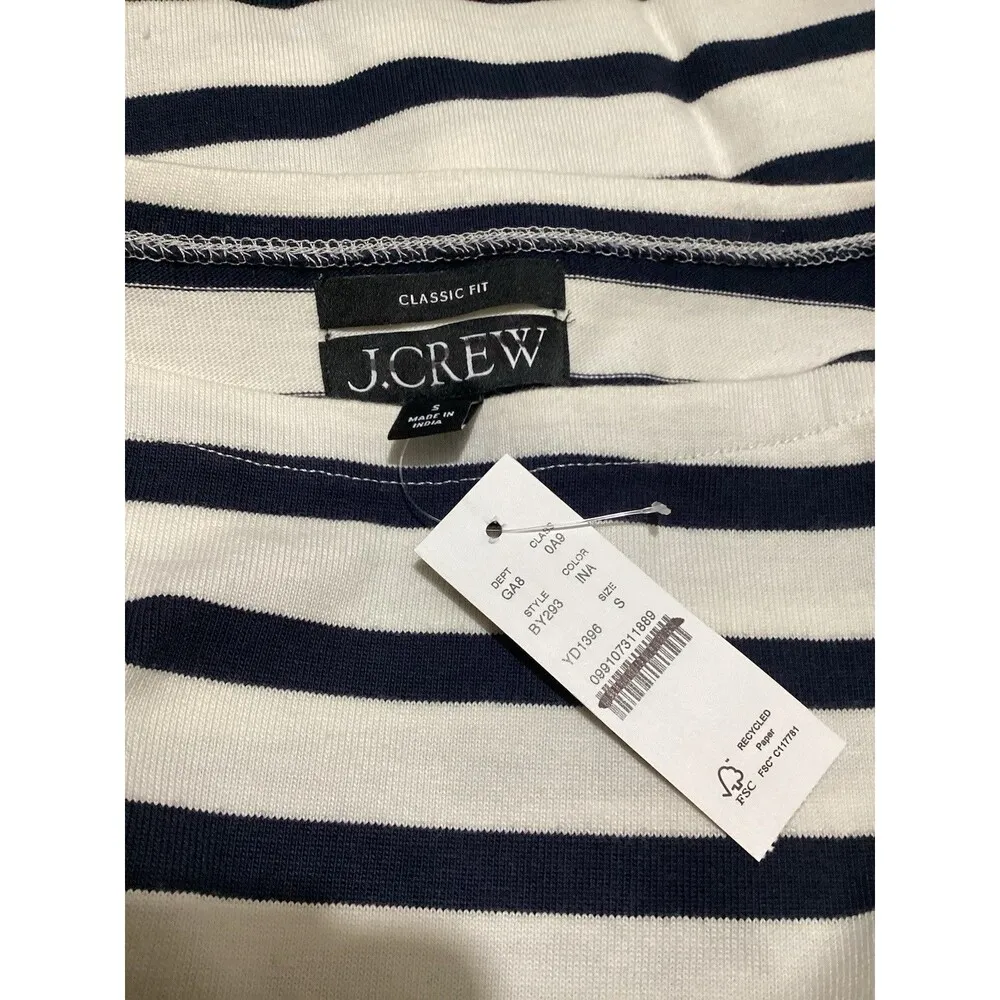 CLASSIC FIT
J.CREW
S
MADE IN
INDIA
DEPT CLASS
GA8 0A9
STYLE COLOR
BY293 INA
SIZE
YD1396 S
099107311889
RECYCLED
Paper
FSC™ C117781
FSC